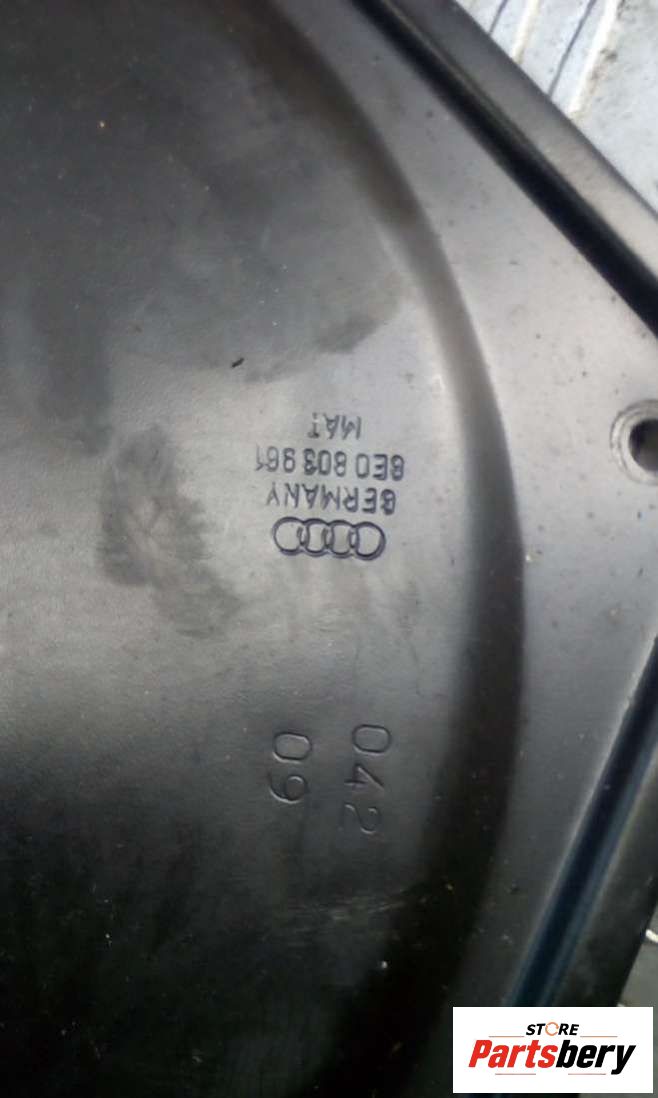 GERMANY
8E0 803 961
MAT
042
09
STORE
Partsbery